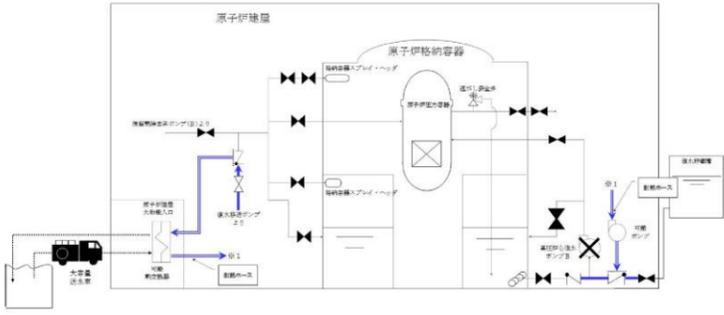 原子炉建屋
原子炉格納容器
格納容器スプレイ・ヘッダ
逃がし安全弁
原子炉圧力容器
残留熱除去系ポンプ(B)より
復水貯蔵槽
※1
耐熱ホース
原子炉建屋
大物搬入口
格納容器スプレイ・ヘッダ
復水移送ポンプ
より
可搬
ポンプ
高圧炉心注水
ポンプB
※1
大容量
送水車
可搬
熱交換器
耐熱ホース